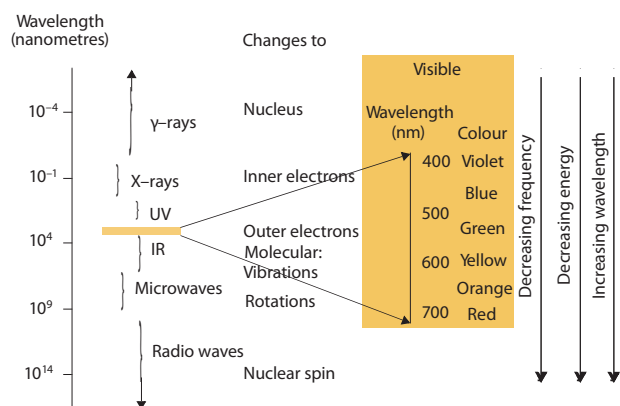 Wavelength
(nanometres)
Changes to
Visible
Wavelength
(nm)
Colour
10⁻⁴
γ–rays
Nucleus
10⁻¹
X–rays
Inner electrons
UV
Outer electrons
10⁴
IR
Molecular:
Vibrations
Microwaves
Rotations
10⁹
Radio waves
10¹⁴
Nuclear spin
400 Violet
Blue
500
Green
600 Yellow
Orange
700 Red
Decreasing frequency
Decreasing energy
Increasing wavelength